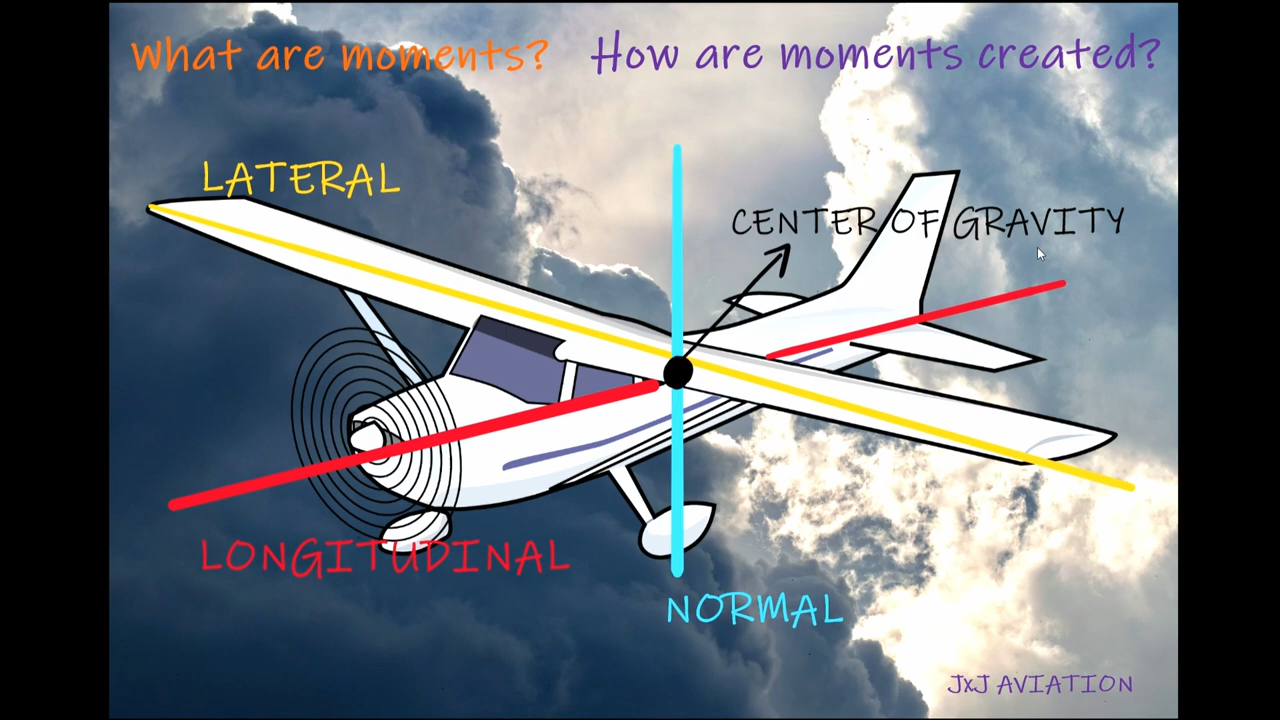 What are moments? How are moments created?
LATERAL
CENTER OF GRAVITY
LONGITUDINAL
NORMAL
JxJ AVIATION